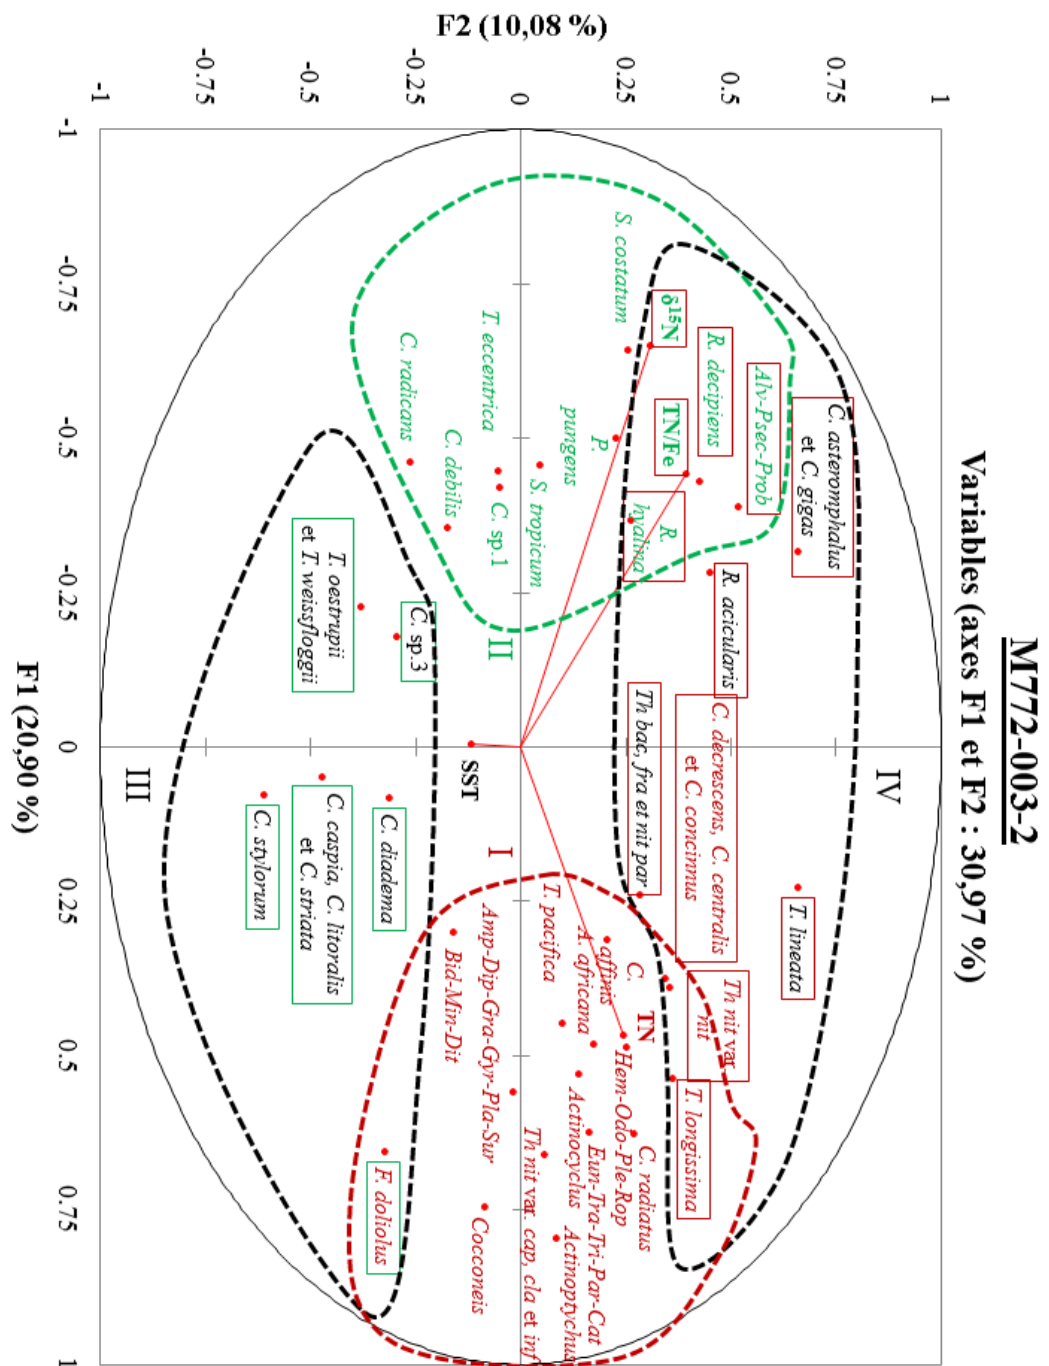 M772-003-2
Variables (axes F1 et F2 : 30,97 %)
F2 (10,08 %)
-1
-0.75
-0.5
-0.25
0
0.25
0.5
0.75
1
F1 (20,90 %)
-1
-0.75
-0.5
-0.25
0
0.25
0.5
0.75
1
IV
C. asteromphalus
et C. gigas
Alv-Psec-Prob
R. decipiens
δ¹⁵N
TN/Fe
R.
hyalina
R. acicularis
C. decrescens, C. centralis
et C. concinnus
Th bac, fra et nit par
T. lineata
Th nit var
nit
T. longissima
S. costatum
P.
pungens
S. tropicum
T. eccentrica
C. sp.1
C. radicans
C. debilis
II
SST
I
C.
affinis
TN
A. africana
T. pacifica
Hem-Odo-Ple-Rop
C. radiatus
Eun-Tra-Tri-Par-Cat
Actinocyclus
Actinoptychus
Th nit var. cap, cla et inf
Amp-Dip-Gra-Gyr-Pla-Sur
Bid-Min-Dit
Cocconeis
F. doliolus
C. sp.3
T. oestrupii
et T. weissfloggii
C. diadema
C. caspia, C. litoralis
et C. striata
C. stylorum
III